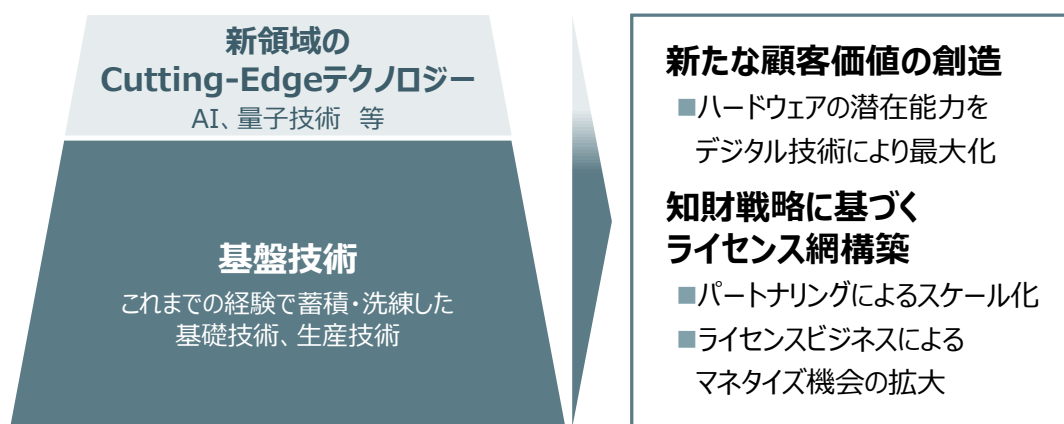 新領域の
Cutting-Edgeテクノロジー
AI、量子技術 等
基盤技術
これまでの経験で蓄積・洗練した
基礎技術、生産技術
新たな顧客価値の創造
■ハードウェアの潜在能力を
デジタル技術により最大化
知財戦略に基づく
ライセンス網構築
■パートナリングによるスケール化
■ライセンスビジネスによる
マネタイズ機会の拡大